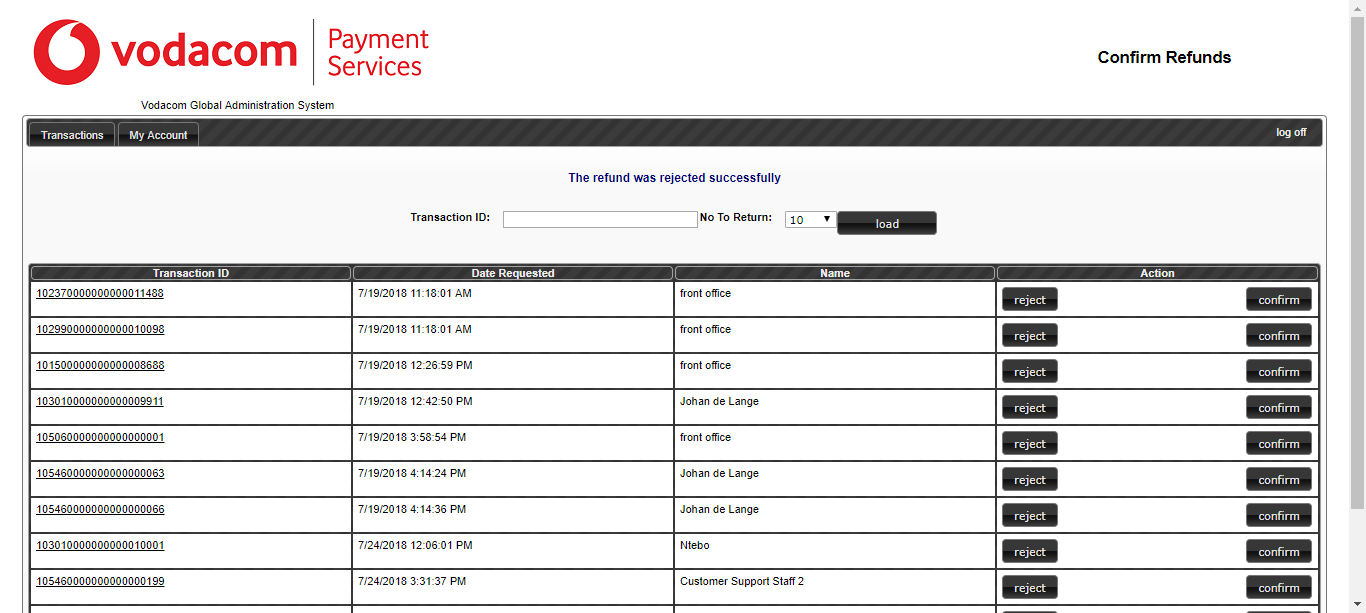 vodacom
Payment
Services
Confirm Refunds
Vodacom Global Administration System
Transactions My Account log off
The refund was rejected successfully
Transaction ID: No To Return: 10 load
Transaction ID Date Requested Name Action
102370000000000011488 7/19/2018 11:18:01 AM front office reject confirm
102990000000000010098 7/19/2018 11:18:01 AM front office reject confirm
101500000000000008688 7/19/2018 12:26:59 PM front office reject confirm
103010000000000009911 7/19/2018 12:42:50 PM Johan de Lange reject confirm
105060000000000000001 7/19/2018 3:58:54 PM front office reject confirm
105460000000000000063 7/19/2018 4:14:24 PM Johan de Lange reject confirm
105460000000000000066 7/19/2018 4:14:36 PM Johan de Lange reject confirm
103010000000000010001 7/24/2018 12:06:01 PM Ntebo reject confirm
105460000000000000199 7/24/2018 3:31:37 PM Customer Support Staff 2 reject confirm